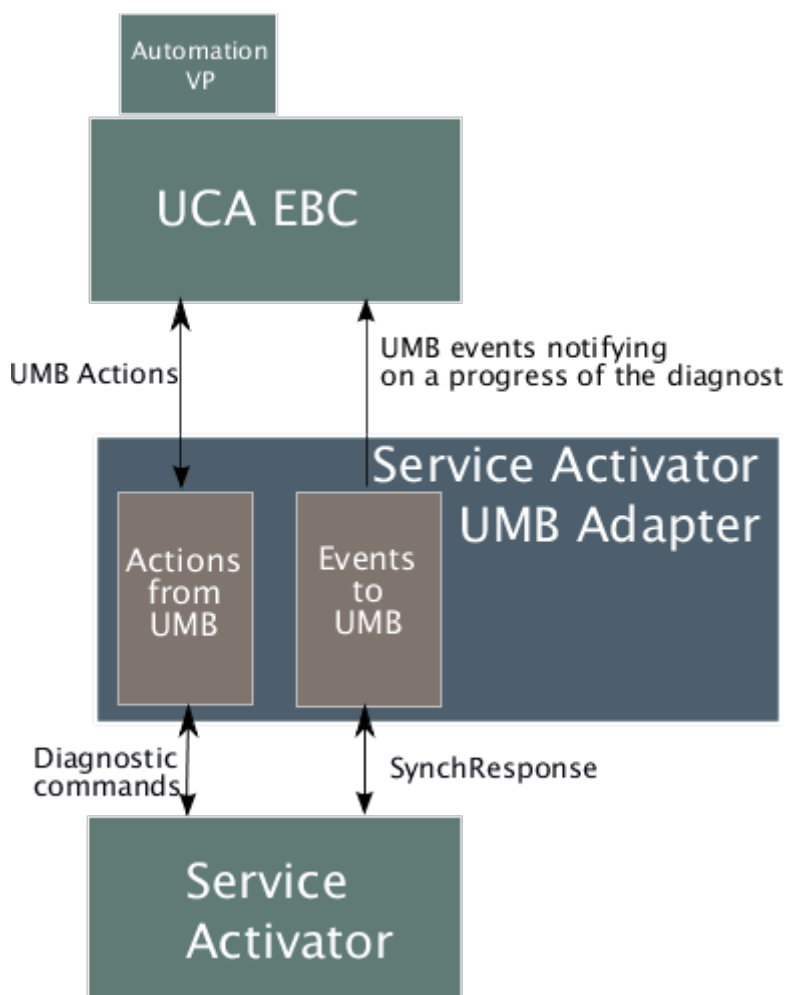 Automation
VP
UCA EBC
UMB Actions
UMB events notifying
on a progress of the diagnost
Service Activator
UMB Adapter
Actions
from
UMB
Events
to
UMB
Diagnostic
commands
SynchResponse
Service
Activator